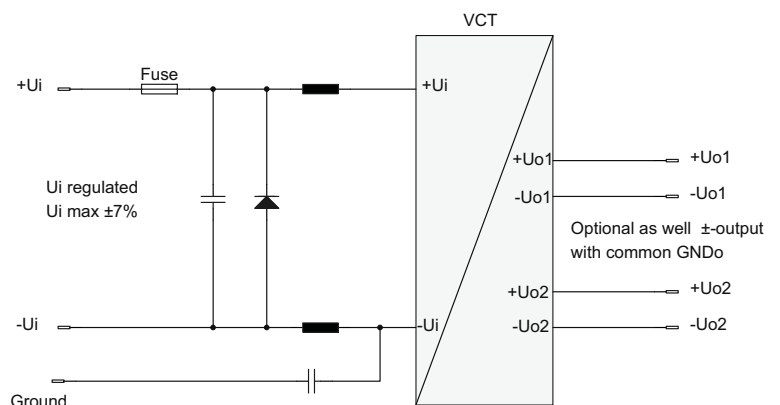 VCT
Fuse
+Ui
+Ui
+Uo1
+Uo1
Ui regulated
Ui max ±7%
-Uo1
-Uo1
Optional as well ±-output
with common GNDo
+Uo2
+Uo2
-Ui
-Ui
-Uo2
-Uo2
Ground